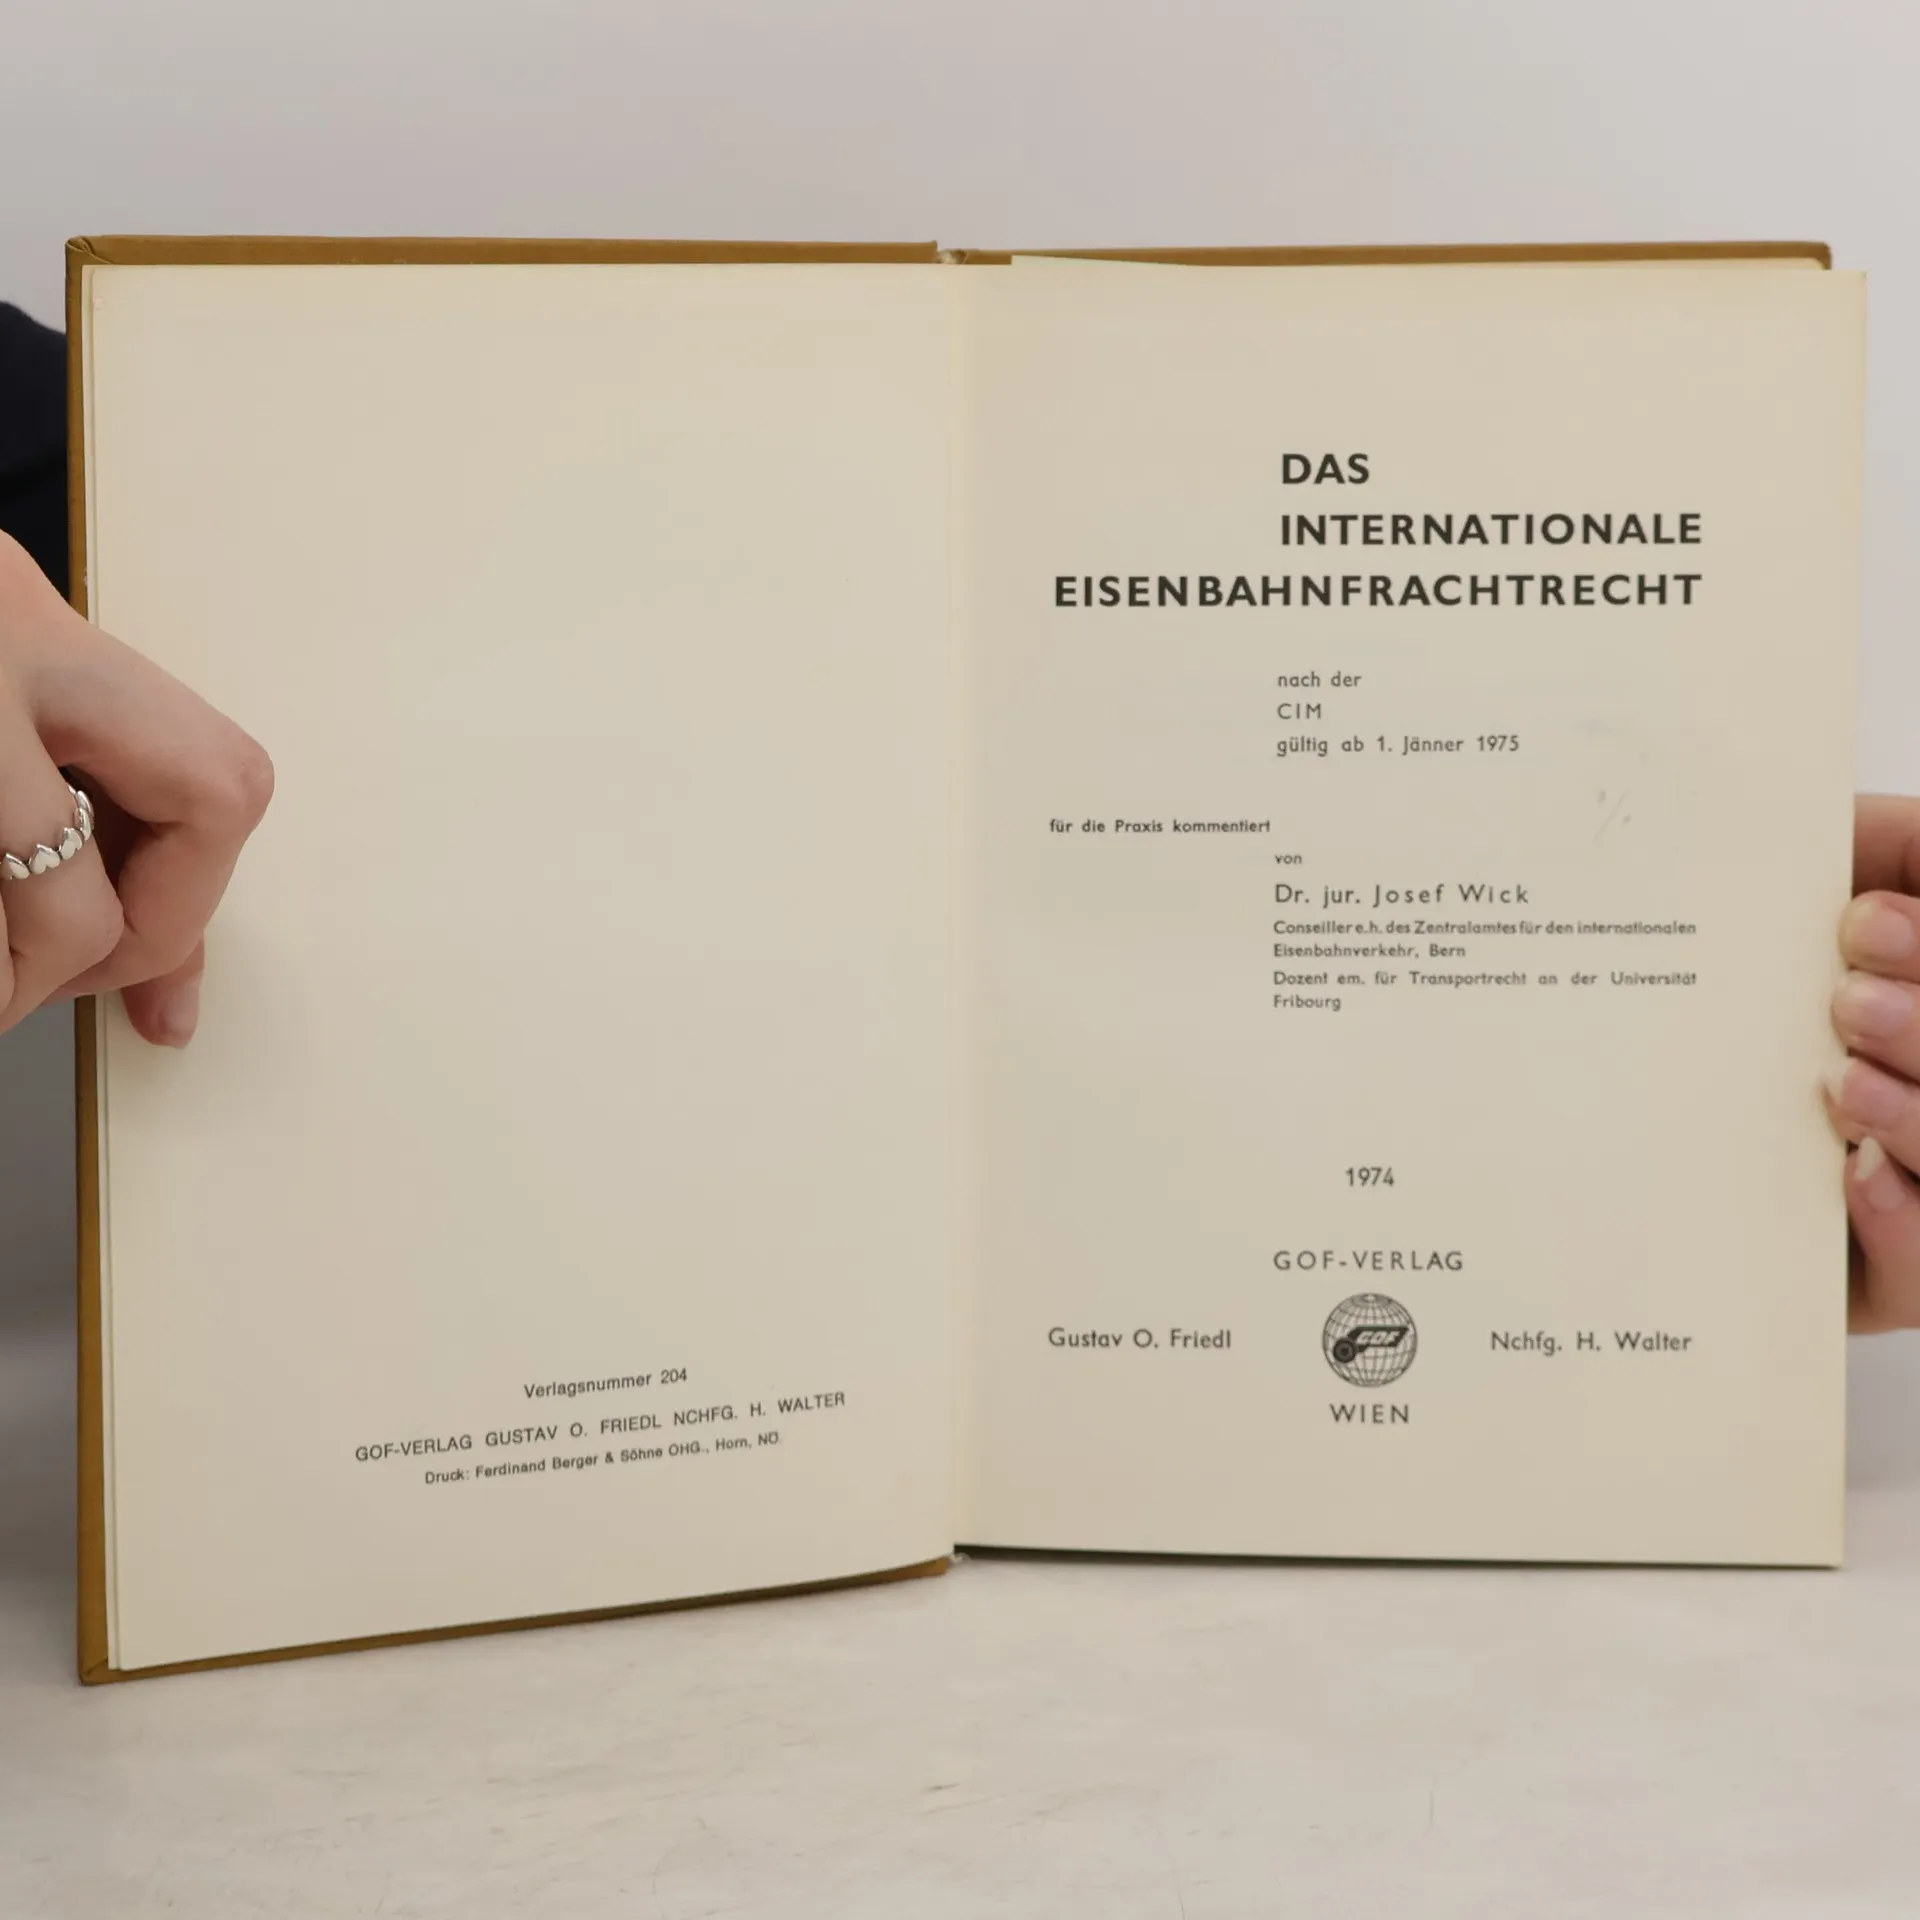 Verlagsnummer 204
GOF-VERLAG GUSTAV O. FRIEDL NCHFG. H. WALTER
Druck: Ferdinand Berger & Söhne OHG., Horn, NÖ.
DAS
INTERNATIONALE
EISENBAHNFRACHTRECHT
nach der
CIM
gültig ab 1. Jänner 1975
für die Praxis kommentiert
von
Dr. jur. Josef Wick
Conseiller e.h. des Zentralamtes für den internationalen
Eisenbahnverkehr, Bern
Dozent em. für Transportrecht an der Universität
Fribourg
1974
GOF-VERLAG
Gustav O. Friedl GOF Nchfg. H. Walter
WIEN